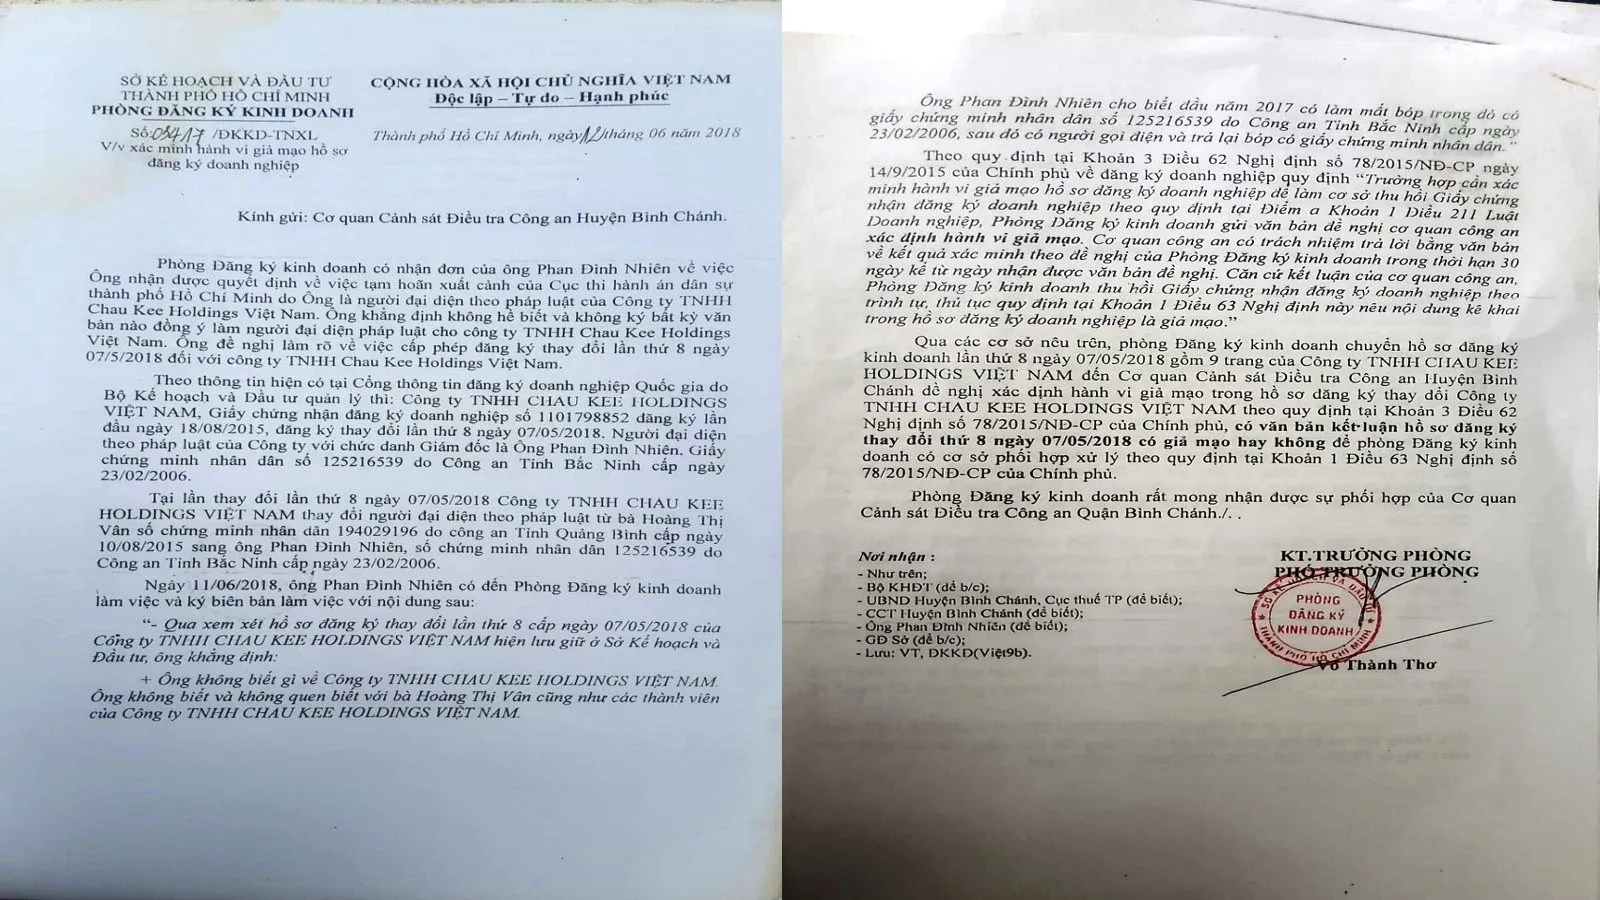 SỞ KẾ HOẠCH VÀ ĐẦU TƯ
THÀNH PHỐ HỒ CHÍ MINH
PHÒNG ĐĂNG KÝ KINH DOANH
Số: /ĐKKD-TNXL
V/v xác minh hành vi giả mạo hồ sơ
đăng ký doanh nghiệp
CỘNG HÒA XÃ HỘI CHỦ NGHĨA VIỆT NAM
Độc lập – Tự do – Hạnh phúc
Thành phố Hồ Chí Minh, ngày 12 tháng 06 năm 2018
Kính gửi: Cơ quan Cảnh sát Điều tra Công an Huyện Bình Chánh.
Phòng Đăng ký kinh doanh có nhận đơn của ông Phan Đình Nhiên về việc
Ông nhận được quyết định về việc tạm hoãn xuất cảnh của Cục thi hành án dân sự
thành phố Hồ Chí Minh do Ông là người đại diện theo pháp luật của Công ty TNHH
Chau Kee Holdings Việt Nam. Ông khẳng định không hề biết và không ký bất kỳ văn
bản nào đồng ý làm người đại diện pháp luật cho công ty TNHH Chau Kee Holdings
Việt Nam. Ông đề nghị làm rõ về việc cấp phép đăng ký thay đổi lần thứ 8 ngày
07/5/2018 đối với công ty TNHH Chau Kee Holdings Việt Nam.
Theo thông tin hiện có tại Cổng thông tin đăng ký doanh nghiệp Quốc gia do
Bộ Kế hoạch và Đầu tư quản lý thì: Công ty TNHH CHAU KEE HOLDINGS
VIỆT NAM, Giấy chứng nhận đăng ký doanh nghiệp số 1101798852 đăng ký lần
đầu ngày 18/08/2015, đăng ký thay đổi lần thứ 8 ngày 07/05/2018. Người đại diện
theo pháp luật của Công ty với chức danh Giám đốc là Ông Phan Đình Nhiên, Giấy
chứng minh nhân dân số 125216539 do Công an Tỉnh Bắc Ninh cấp ngày
23/02/2006.
Tại lần thay đổi lần thứ 8 ngày 07/05/2018 Công ty TNHH CHAU KEE
HOLDINGS VIỆT NAM thay đổi người đại diện theo pháp luật từ bà Hoàng Thị
Vân số chứng minh nhân dân 194029196 do công an Tỉnh Quảng Bình cấp ngày
10/08/2015 sang ông Phan Đình Nhiên, số chứng minh nhân dân 125216539 do
Công an Tỉnh Bắc Ninh cấp ngày 23/02/2006.
Ngày 11/06/2018, ông Phan Đình Nhiên có đến Phòng Đăng ký kinh doanh
làm việc và ký biên bản làm việc với nội dung sau:
“- Qua xem xét hồ sơ đăng ký thay đổi lần thứ 8 cấp ngày 07/05/2018 của
Công ty TNHH CHAU KEE HOLDINGS VIỆT NAM hiện lưu giữ ở Sở Kế hoạch và
Đầu tư, ông khẳng định:
+ Ông không biết gì về Công ty TNHH CHAU KEE HOLDINGS VIỆT NAM.
Ông không biết và không quen biết với bà Hoàng Thị Vân cũng như các thành viên
của Công ty TNHH CHAU KEE HOLDINGS VIỆT NAM.
Ông Phan Đình Nhiên cho biết đầu năm 2017 có làm mất bóp trong đó có
giấy chứng minh nhân dân số 125216539 do Công an Tỉnh Bắc Ninh cấp ngày
23/02/2006, sau đó có người gọi điện và trả lại bóp có giấy chứng minh nhân dân.”
Theo quy định tại Khoản 3 Điều 62 Nghị định số 78/2015/NĐ-CP ngày
14/9/2015 của Chính phủ về đăng ký doanh nghiệp quy định “Trường hợp cần xác
minh hành vi giả mạo hồ sơ đăng ký doanh nghiệp để làm cơ sở thu hồi Giấy chứng
nhận đăng ký doanh nghiệp theo quy định tại Điểm a Khoản 1 Điều 211 Luật
Doanh nghiệp, Phòng Đăng ký kinh doanh gửi văn bản đề nghị cơ quan công an
xác định hành vi giả mạo. Cơ quan công an có trách nhiệm trả lời bằng văn bản
về kết quả xác minh theo đề nghị của Phòng Đăng ký kinh doanh trong thời hạn 30
ngày kể từ ngày nhận được văn bản đề nghị. Căn cứ kết luận của cơ quan công an,
Phòng Đăng ký kinh doanh thu hồi Giấy chứng nhận đăng ký doanh nghiệp theo
trình tự, thủ tục quy định tại Khoản 1 Điều 63 Nghị định này nếu nội dung kê khai
trong hồ sơ đăng ký doanh nghiệp là giả mạo.”
Qua các cơ sở nêu trên, phòng Đăng ký kinh doanh chuyển hồ sơ đăng ký
kinh doanh lần thứ 8 ngày 07/05/2018 gồm 9 trang của Công ty TNHH CHAU KEE
HOLDINGS VIỆT NAM đến Cơ quan Cảnh sát Điều tra Công an Huyện Bình
Chánh đề nghị xác định hành vi giả mạo trong hồ sơ đăng ký thay đổi Công ty
TNHH CHAU KEE HOLDINGS VIỆT NAM theo quy định tại Khoản 3 Điều 62
Nghị định số 78/2015/NĐ-CP của Chính phủ, có văn bản kết luận hồ sơ đăng ký
thay đổi thứ 8 ngày 07/05/2018 có giả mạo hay không để phòng Đăng ký kinh
doanh có cơ sở phối hợp xử lý theo quy định tại Khoản 1 Điều 63 Nghị định số
78/2015/NĐ-CP của Chính phủ.
Phòng Đăng ký kinh doanh rất mong nhận được sự phối hợp của Cơ quan
Cảnh sát Điều tra Công an Quận Bình Chánh./. .
Nơi nhận :
- Như trên;
- Bộ KHĐT (để b/c);
- UBND Huyện Bình Chánh, Cục thuế TP (để biết);
- CCT Huyện Bình Chánh (để biết);
- Ông Phan Đình Nhiên (để biết);
- GĐ Sở (để b/c);
- Lưu: VT, ĐKKD(Việt9b).
KT.TRƯỞNG PHÒNG
PHÓ TRƯỞNG PHÒNG
SỞ KẾ HOẠCH VÀ ĐẦU TƯ
PHÒNG
ĐĂNG KÝ
KINH DOANH
THÀNH PHỐ HỒ CHÍ MINH
Võ Thành Thơ